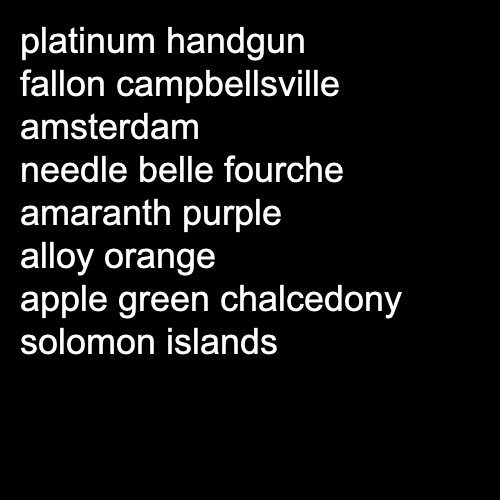 platinum handgun
fallon campbellsville
amsterdam
needle belle fourche
amaranth purple
alloy orange
apple green chalcedony
solomon islands